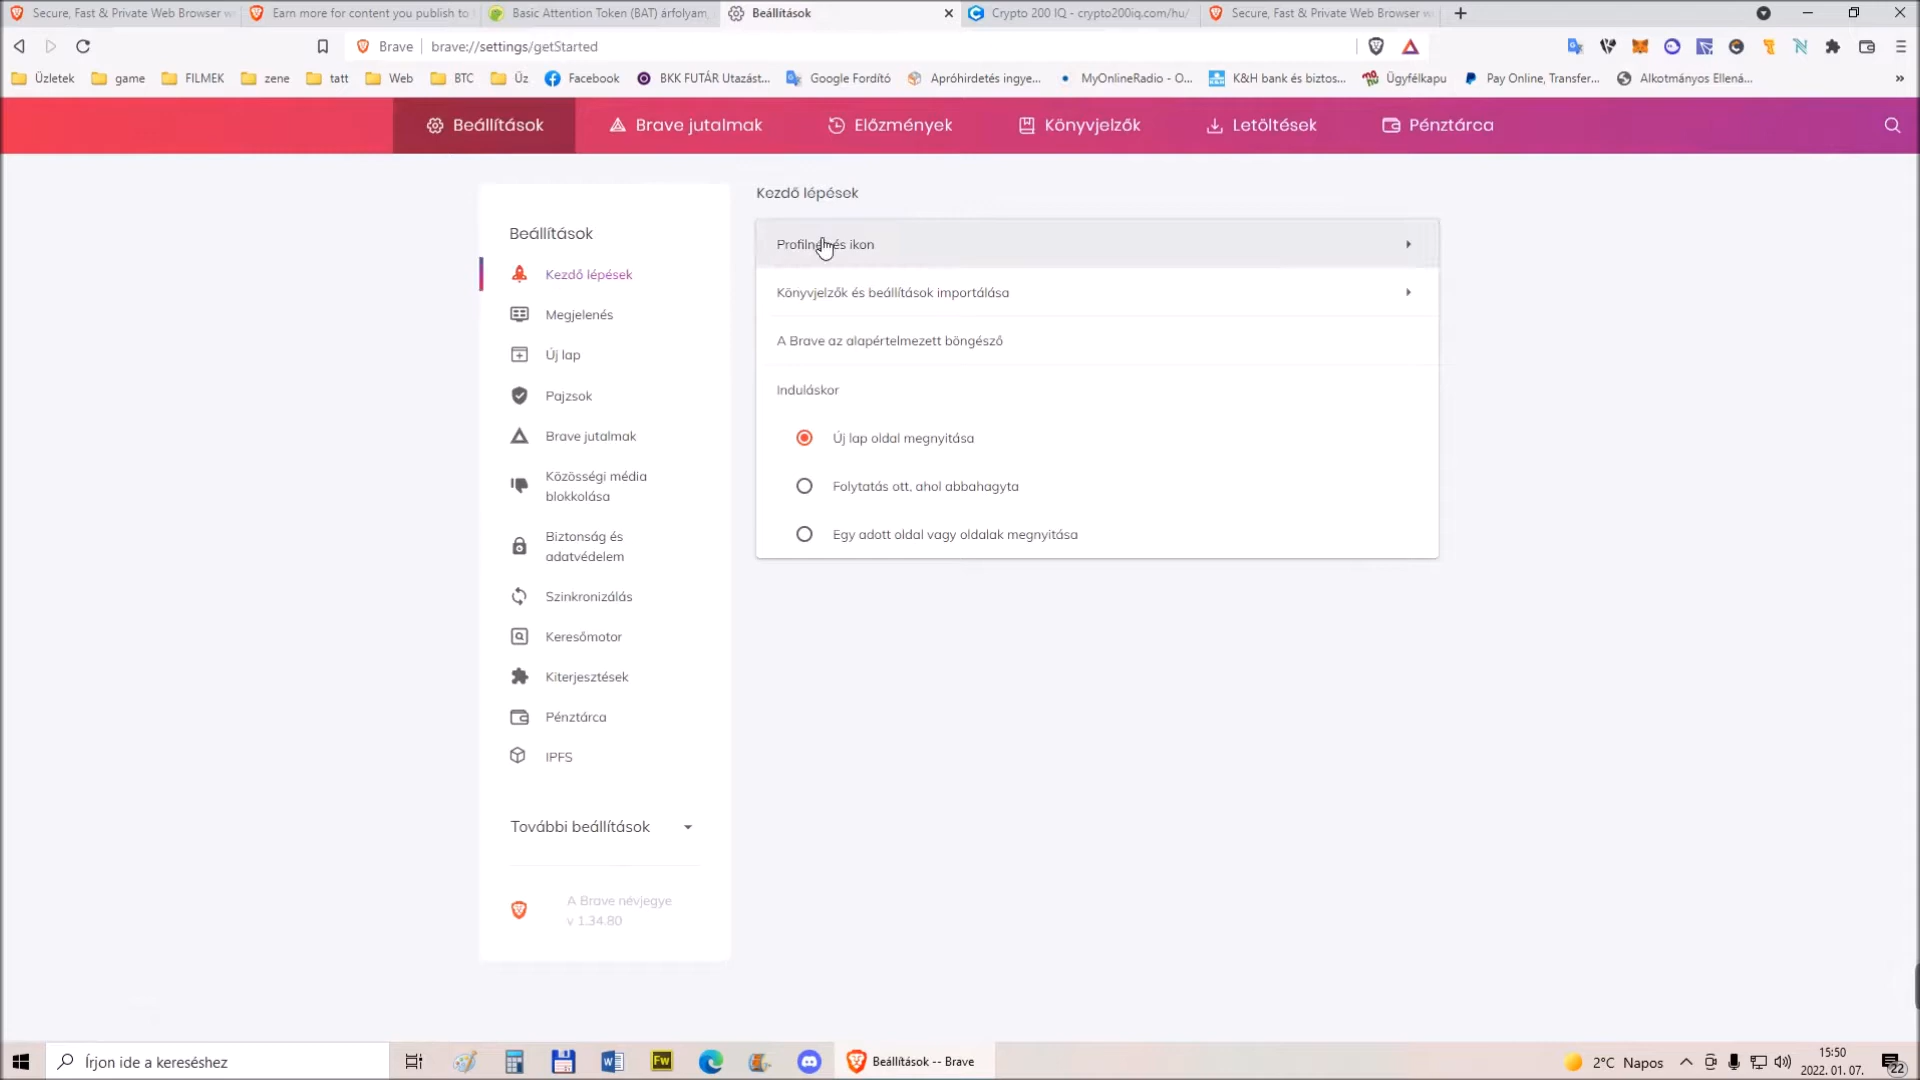 Secure, Fast & Private Web Browser w
Earn more for content you publish to
Basic Attention Token (BAT) árfolyam,
Beállítások
Crypto 200 IQ - crypto200iq.com/hu/
Secure, Fast & Private Web Browser w
Brave
brave://settings/getStarted
Üzletek
game
FILMEK
zene
tatt
Web
BTC
Üz
Facebook
BKK FUTÁR Utazást...
Google Fordító
Apróhirdetés ingye...
MyOnlineRadio - O...
K&H bank és biztos...
Ügyfélkapu
Pay Online, Transfer...
Alkotmányos Ellená...
»
Beállítások
Brave jutalmak
Előzmények
Könyvjelzők
Letöltések
Pénztárca
Beállítások
Kezdő lépések
Megjelenés
Új lap
Pajzsok
Brave jutalmak
Közösségi média
blokkolása
Biztonság és
adatvédelem
Szinkronizálás
Keresőmotor
Kiterjesztések
Pénztárca
IPFS
További beállítások
A Brave névjegye
v 1.34.80
Kezdő lépések
és ikon
Könyvjelzők és beállítások importálása
A Brave az alapértelmezett böngésző
Induláskor
Új lap oldal megnyitása
Folytatás ott, ahol abbahagyta
Egy adott oldal vagy oldalak megnyitása
Írjon ide a kereséshez
Fw
Beállítások -- Brave
2°C Napos
15:50
2022. 01. 07.
22